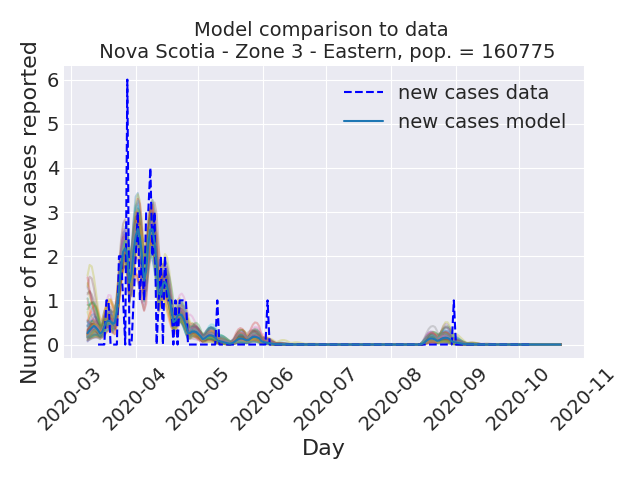 Model comparison to data
Nova Scotia - Zone 3 - Eastern, pop. = 160775
Number of new cases reported
6
5
4
3
2
1
0
new cases data
new cases model
2020-03
2020-04
2020-05
2020-06
2020-07
2020-08
2020-09
2020-10
2020-11
Day